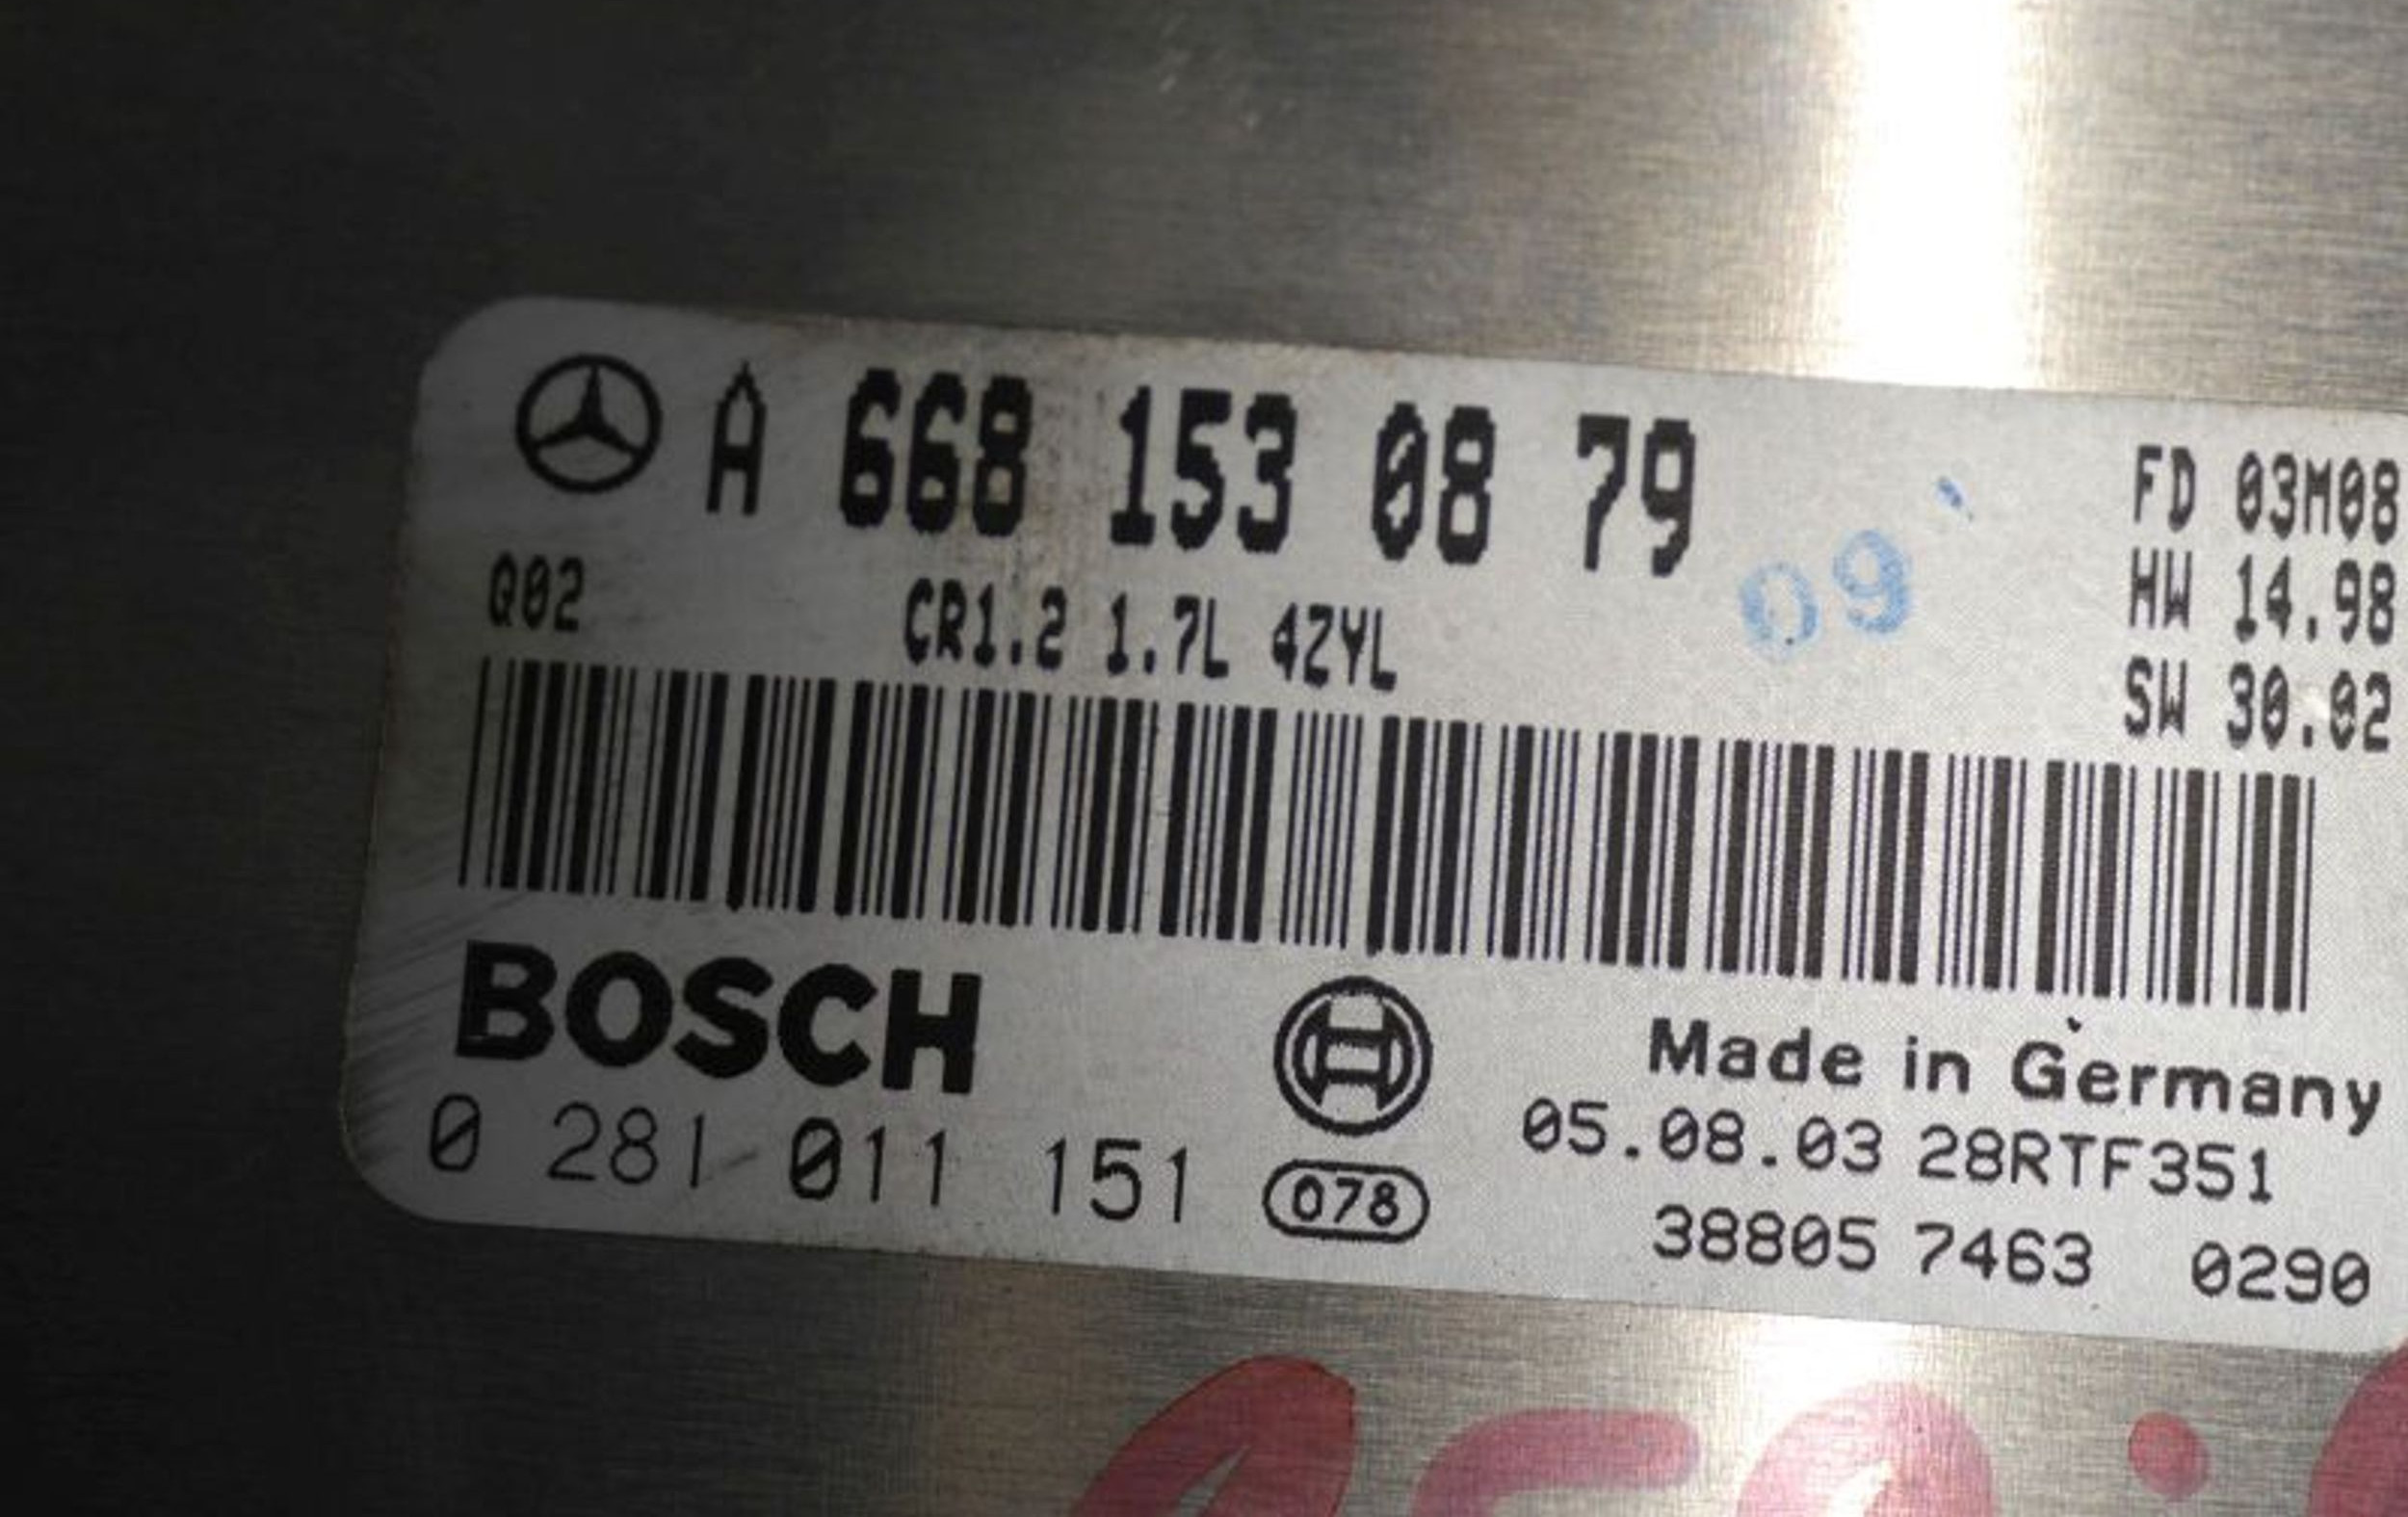 A 668 153 08 79
FD 03M08
HW 14.98
SW 30.02
09
Q02 CR1.2 1.7L 4ZYL
BOSCH
Made in Germany
0 281 011 151
078
05.08.03 28RTF351
38805 7463 0290